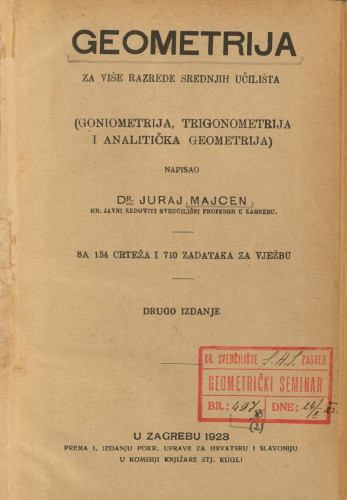 GEOMETRIJA
ZA VIŠE RAZREDE SREDNJIH UČILIŠTA
(GONIOMETRIJA, TRIGONOMETRIJA
I ANALITIČKA GEOMETRIJA)
NAPISAO
DR. JURAJ MAJCEN
KR. JAVNI REDOVITI SVEUČILIŠNI PROFESOR U ZAGREBU.
SA 134 CRTEŽA I 710 ZADATAKA ZA VJEŽBU
DRUGO IZDANJE
KR. SVEUČILIŠTE S.H.S. ZAGREB
GEOMETRIČKI SEMINAR
BR.: DNE:
(2)
U ZAGREBU 1923
PREMA I. IZDANJU POKR. UPRAVE ZA HRVATSKU I SLAVONIJU
U KOMISIJI KNJIŽARE STJ. KUGLI